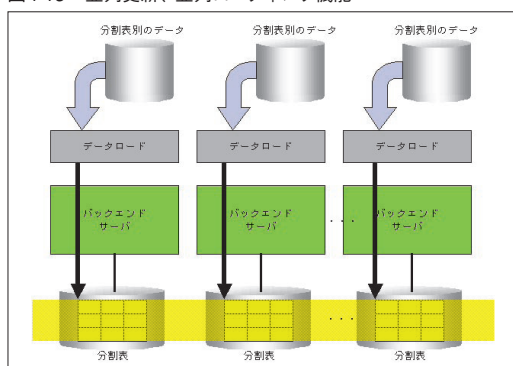 分割表別のデータ 分割表別のデータ 分割表別のデータ
データロード データロード データロード
バックエンド バックエンド バックエンド
サーバ サーバ ・・・ サーバ
・・・
分割表 分割表 分割表